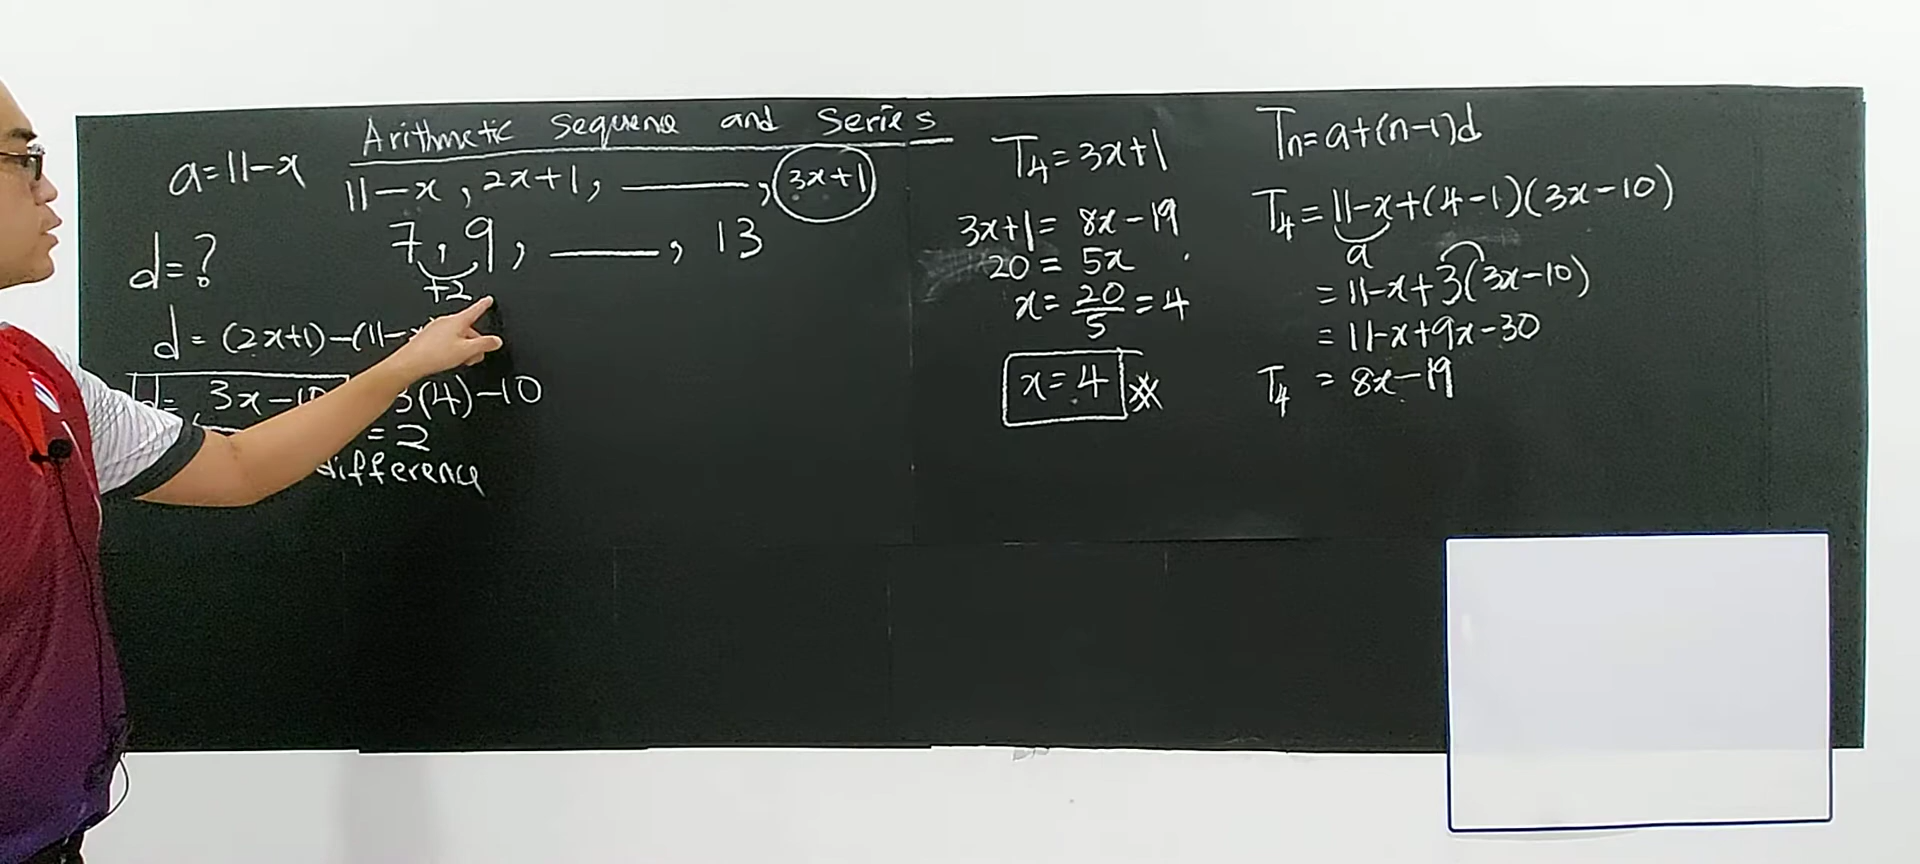 Arithmetic Sequence and Series
a=11-x
11-x, 2x+1, _____, 3x+1
7, 9, _____, 13
+2
d=?
d=(2x+1)-(11-
3x-10 3(4)-10
=2
difference
T4=3x+1
3x+1=8x-19
20=5x
x=20/5=4
x=4
Tn=a+(n-1)d
T4=11-x+(4-1)(3x-10)
a
=11-x+3(3x-10)
=11-x+9x-30
T4=8x-19